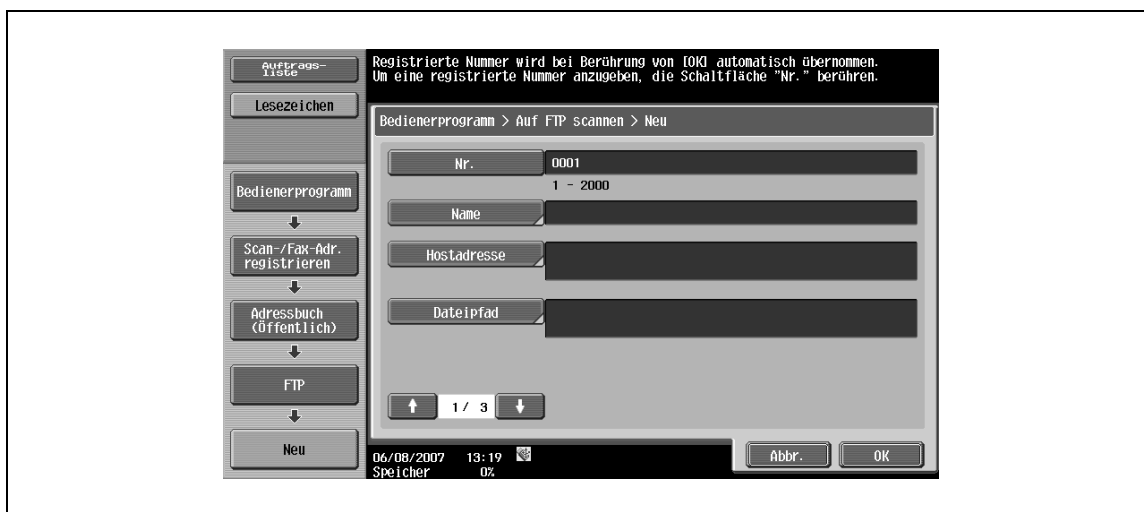 Auftrags-
liste
Lesezeichen
Bedienerprogramm
Scan-/Fax-Adr.
registrieren
Adressbuch
(Öffentlich)
FTP
Neu
Registrierte Nummer wird bei Berührung von [OK] automatisch übernommen.
Um eine registrierte Nummer anzugeben, die Schaltfläche "Nr." berühren.
Bedienerprogramm > Auf FTP scannen > Neu
Nr. 0001
1 - 2000
Name
Hostadresse
Dateipfad
1/ 3
06/08/2007 13:19
Speicher 0%
Abbr. OK